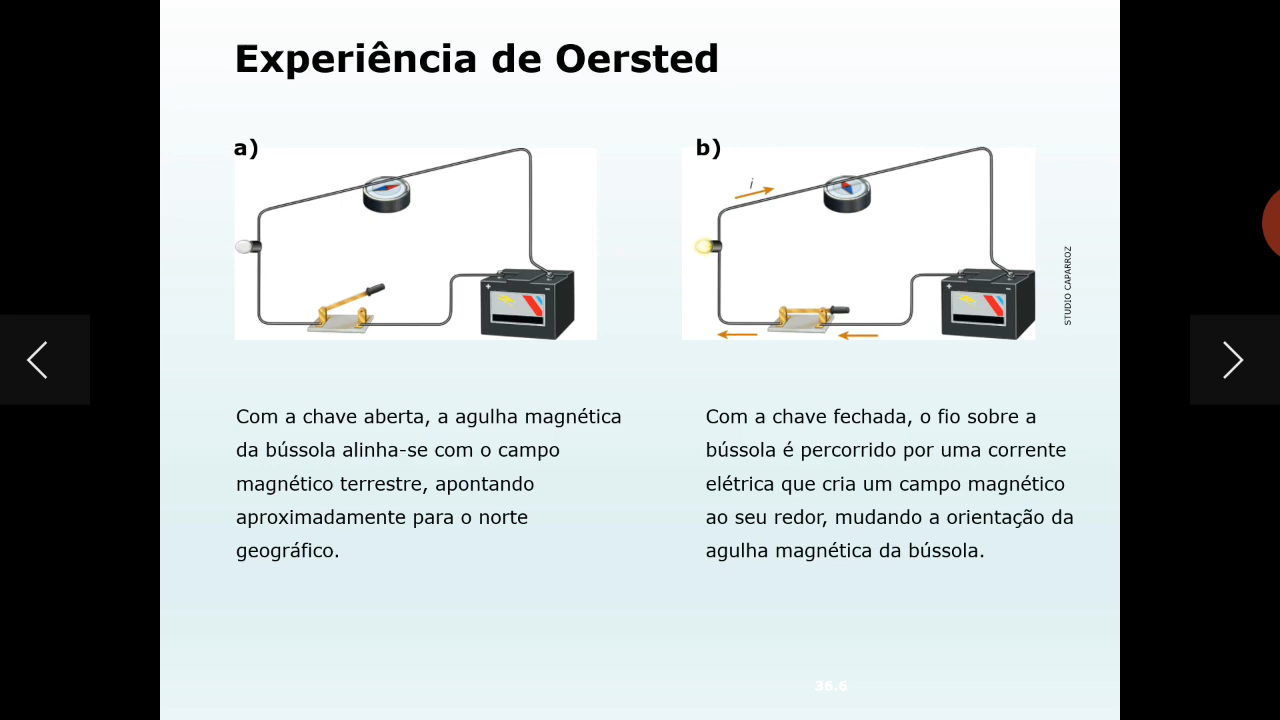 Experiência de Oersted
a)
b)
i
STUDIO CAPARROZ
Com a chave aberta, a agulha magnética
da bússola alinha-se com o campo
magnético terrestre, apontando
aproximadamente para o norte
geográfico.
Com a chave fechada, o fio sobre a
bússola é percorrido por uma corrente
elétrica que cria um campo magnético
ao seu redor, mudando a orientação da
agulha magnética da bússola.
36.6